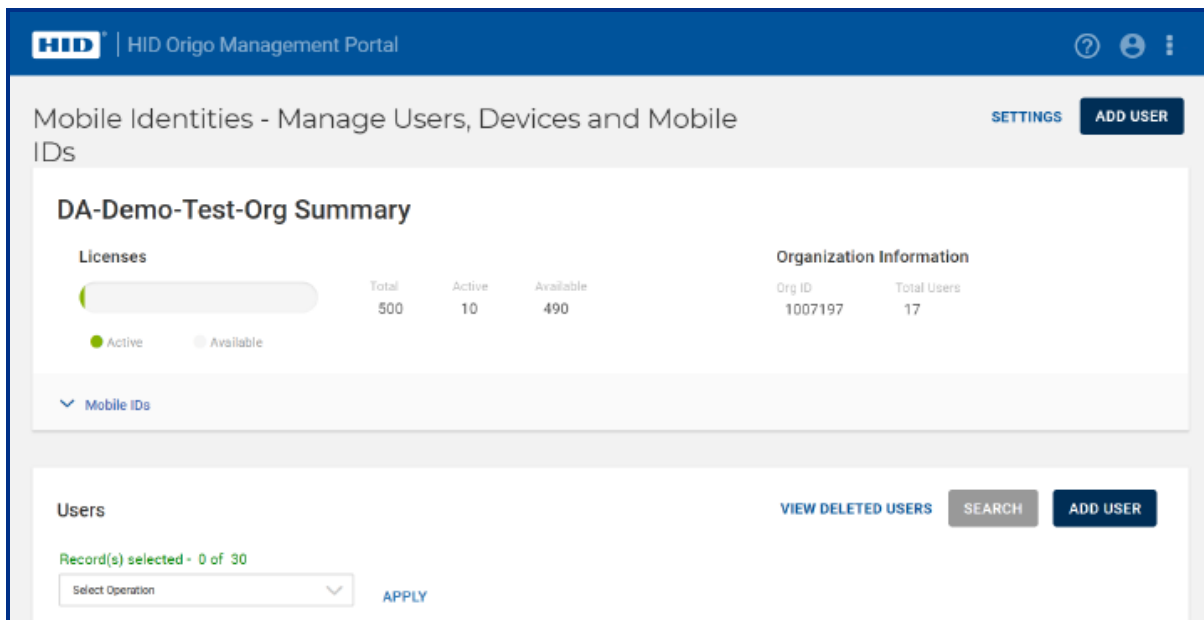 HID | HID Origo Management Portal
Mobile Identities - Manage Users, Devices and Mobile IDs
SETTINGS
ADD USER
DA-Demo-Test-Org Summary
Licenses
Total
Active
Available
500
10
490
Active
Available
Organization Information
Org ID
Total Users
1007197
17
Mobile IDs
Users
VIEW DELETED USERS
SEARCH
ADD USER
Record(s) selected - 0 of 30
Select Operation
APPLY